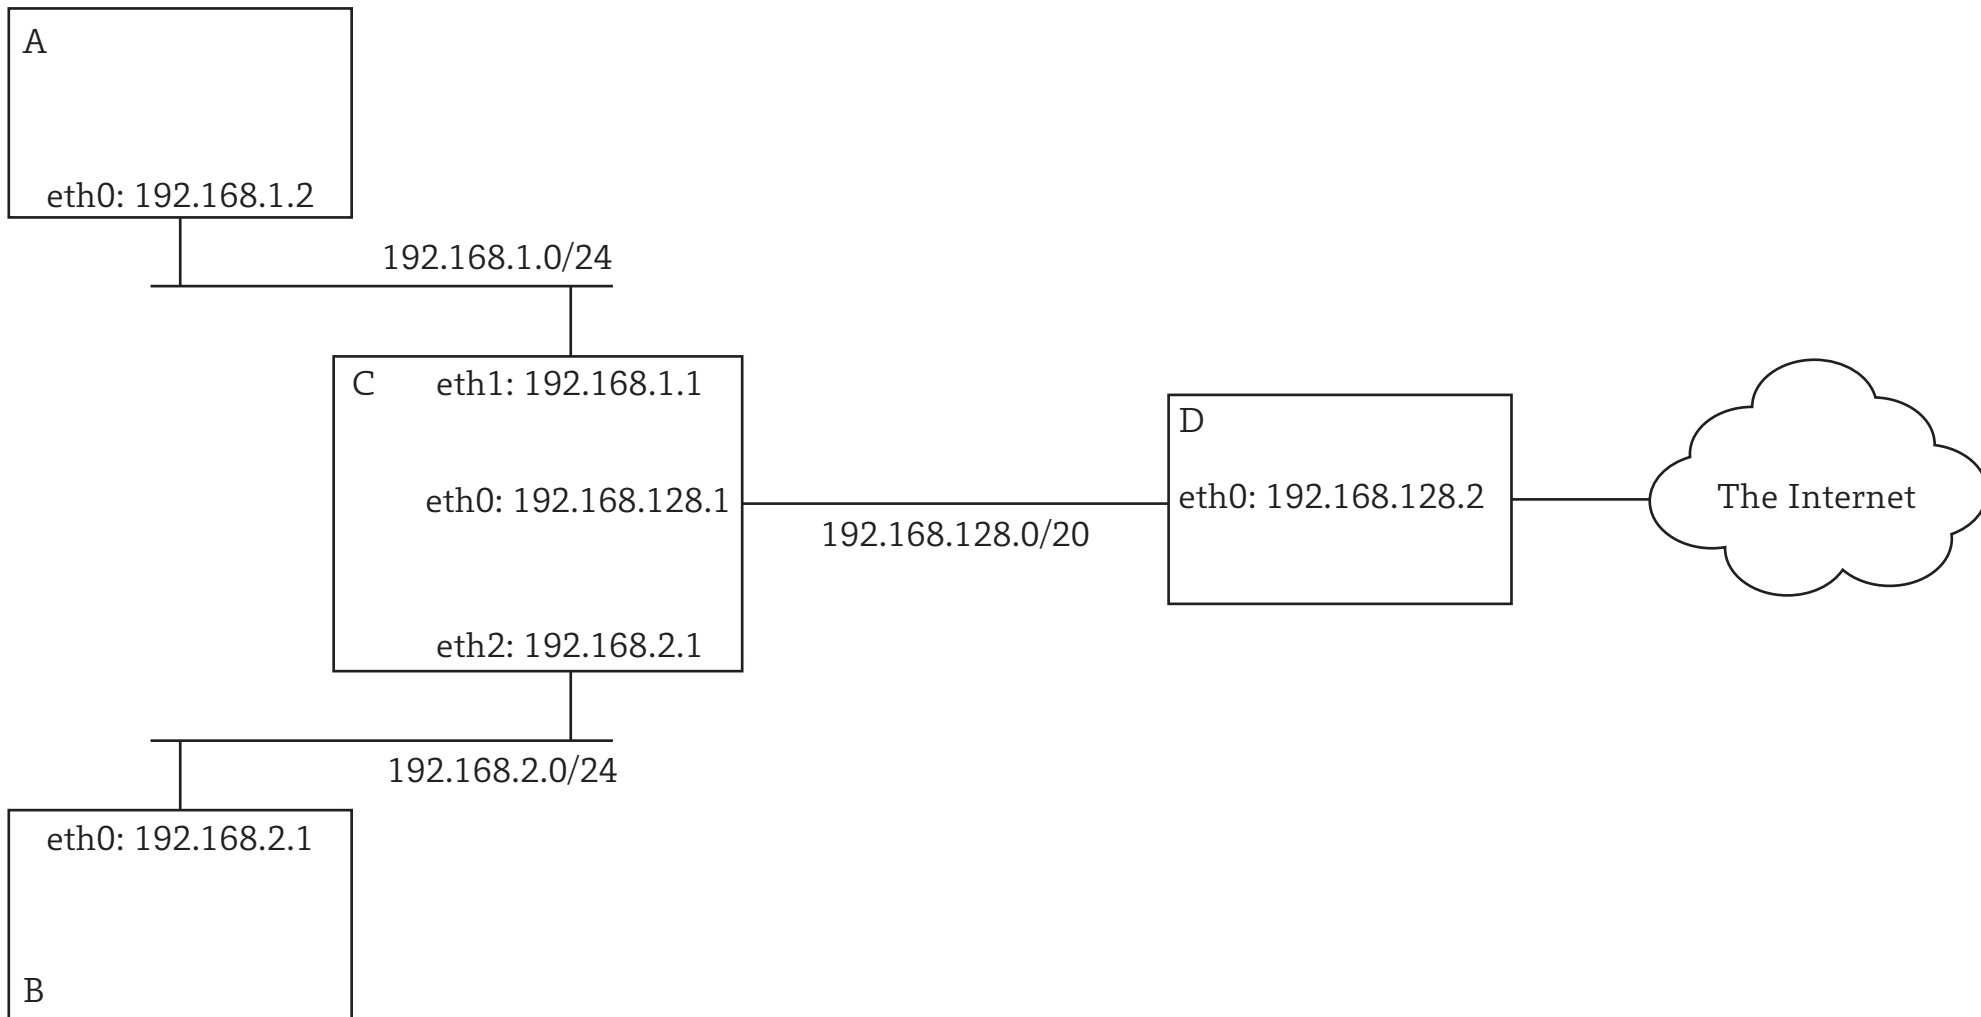 A
eth0: 192.168.1.2
192.168.1.0/24
C
eth1: 192.168.1.1
eth0: 192.168.128.1
eth2: 192.168.2.1
192.168.128.0/20
D
eth0: 192.168.128.2
The Internet
192.168.2.0/24
eth0: 192.168.2.1
B